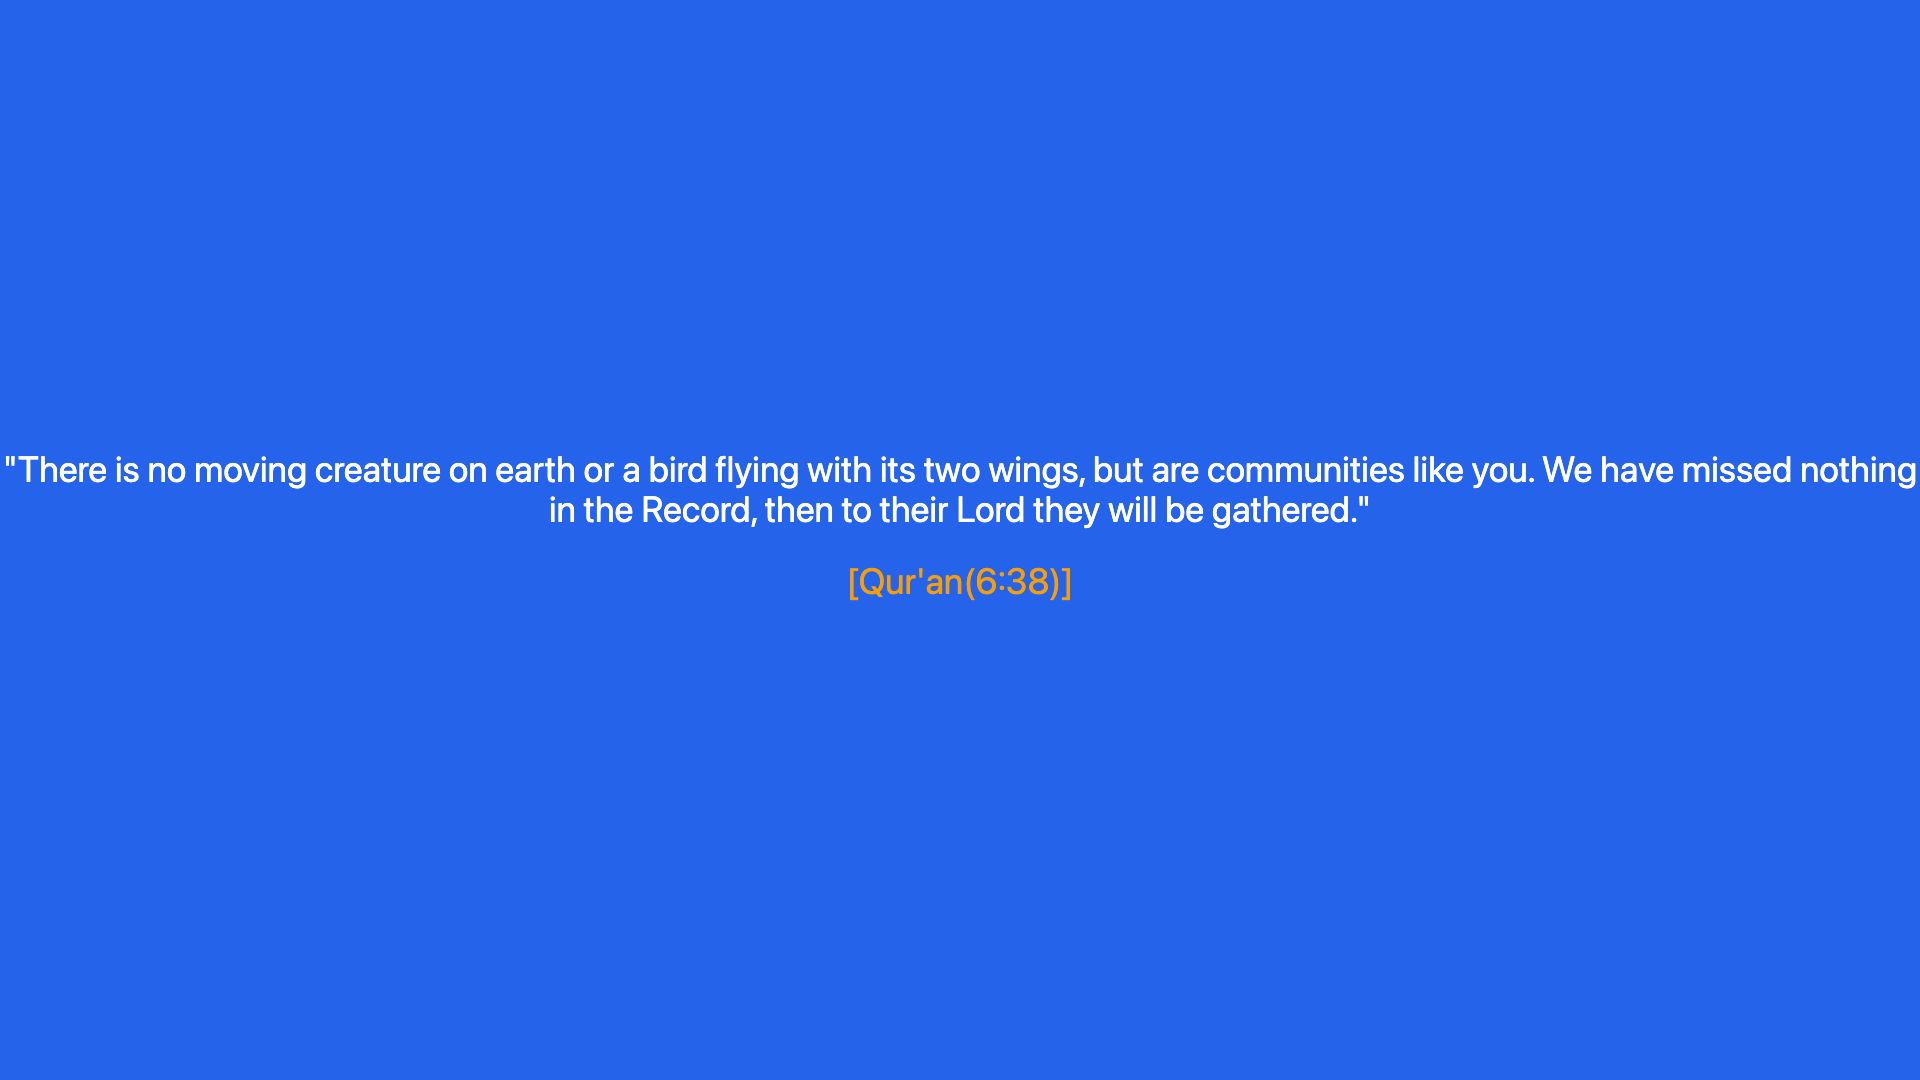 "There is no moving creature on earth or a bird flying with its two wings, but are communities like you. We have missed nothing
in the Record, then to their Lord they will be gathered."
[Qur'an(6:38)]